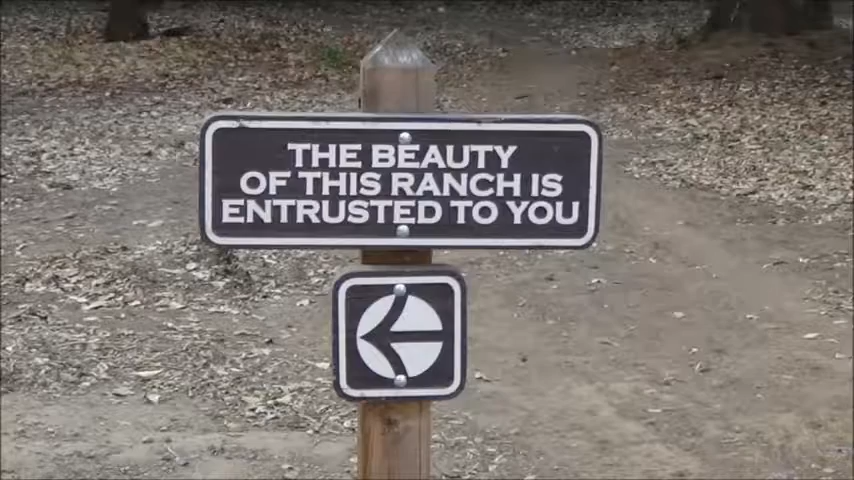 THE BEAUTY
OF THIS RANCH IS
ENTRUSTED TO YOU